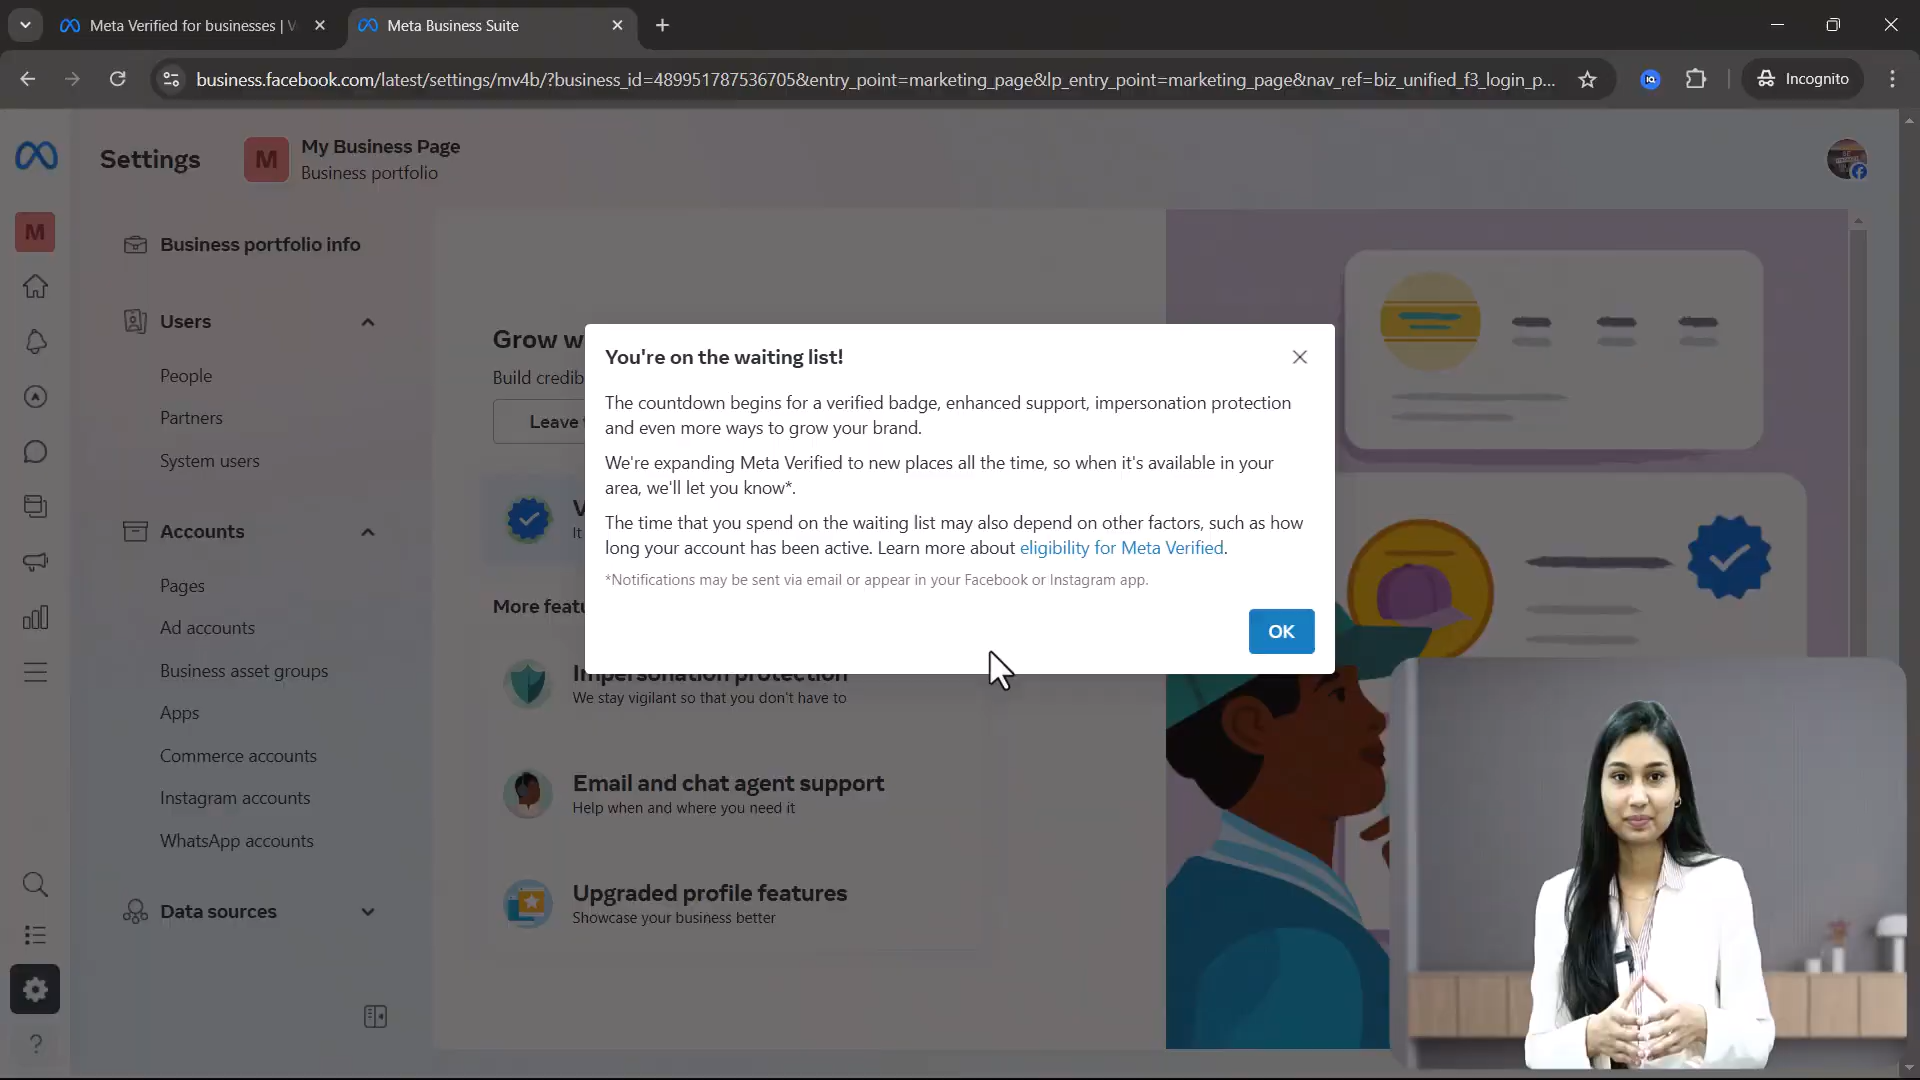 Meta Verified for businesses | V
Meta Business Suite
business.facebook.com/latest/settings/mv4b/?business_id=489951787536705&entry_point=marketing_page&lp_entry_point=marketing_page&nav_ref=biz_unified_f3_login_p...
Incognito
Settings
M
My Business Page
Business portfolio
M
Business portfolio info
Users
People
Partners
System users
Accounts
Pages
Ad accounts
Business asset groups
Apps
Commerce accounts
Instagram accounts
WhatsApp accounts
Data sources
Grow w
Build credib
Leave
V
It
More featu
You're on the waiting list!
The countdown begins for a verified badge, enhanced support, impersonation protection
and even more ways to grow your brand.
We're expanding Meta Verified to new places all the time, so when it's available in your
area, we'll let you know*.
The time that you spend on the waiting list may also depend on other factors, such as how
long your account has been active. Learn more about eligibility for Meta Verified.
*Notifications may be sent via email or appear in your Facebook or Instagram app.
OK
Impersonation protection
We stay vigilant so that you don't have to
Email and chat agent support
Help when and where you need it
Upgraded profile features
Showcase your business better